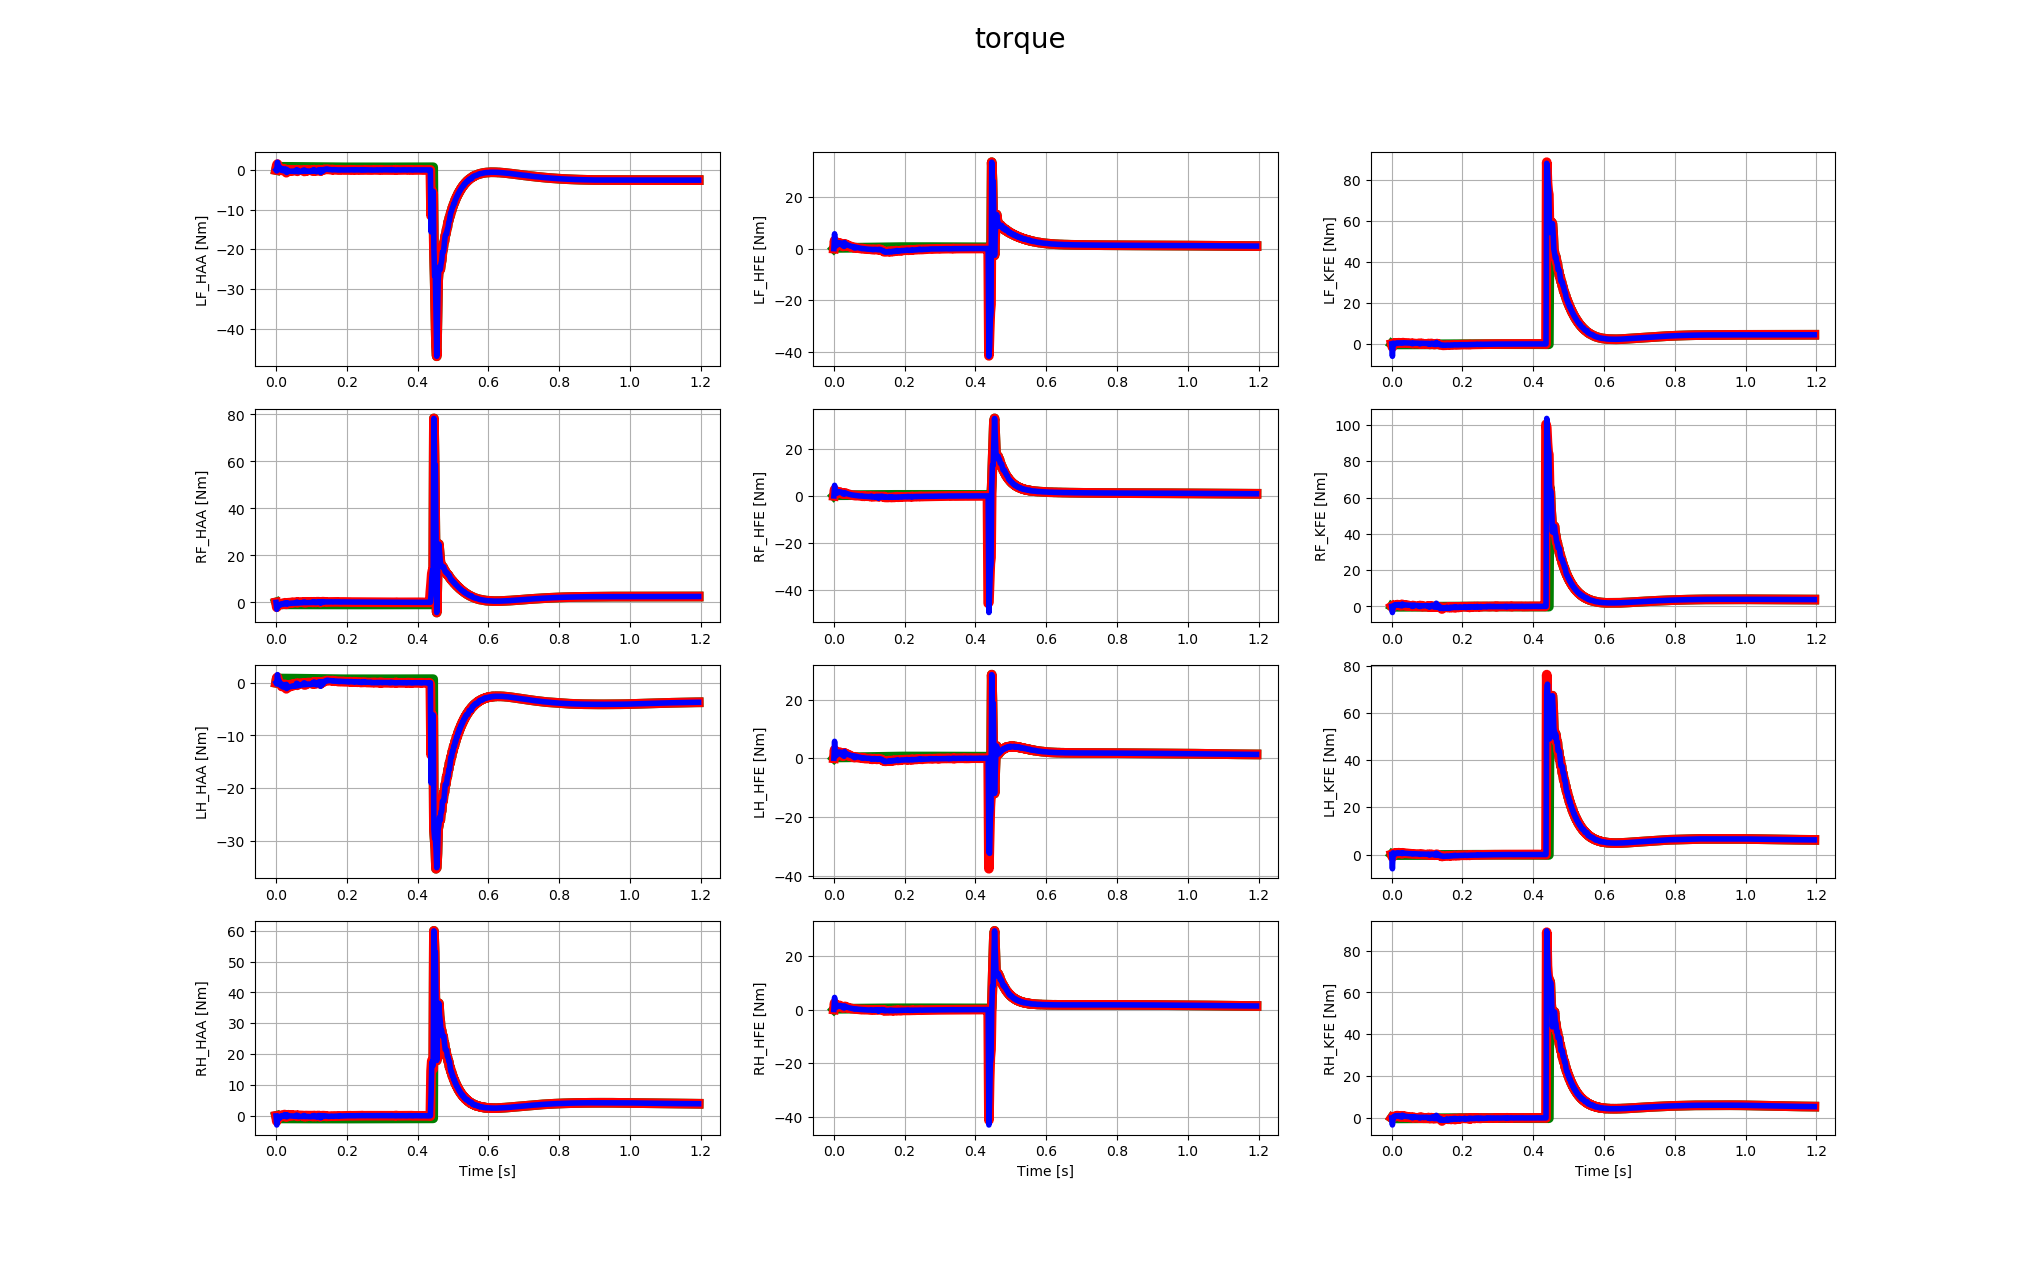 torque
LF_HAA [Nm]
0
−10
−20
−30
−40
0.0 0.2 0.4 0.6 0.8 1.0 1.2
LF_HFE [Nm]
20
0
−20
−40
0.0 0.2 0.4 0.6 0.8 1.0 1.2
LF_KFE [Nm]
80
60
40
20
0
0.0 0.2 0.4 0.6 0.8 1.0 1.2
RF_HAA [Nm]
80
60
40
20
0
0.0 0.2 0.4 0.6 0.8 1.0 1.2
RF_HFE [Nm]
20
0
−20
−40
0.0 0.2 0.4 0.6 0.8 1.0 1.2
RF_KFE [Nm]
100
80
60
40
20
0
0.0 0.2 0.4 0.6 0.8 1.0 1.2
LH_HAA [Nm]
0
−10
−20
−30
0.0 0.2 0.4 0.6 0.8 1.0 1.2
LH_HFE [Nm]
20
0
−20
−40
0.0 0.2 0.4 0.6 0.8 1.0 1.2
LH_KFE [Nm]
80
60
40
20
0
0.0 0.2 0.4 0.6 0.8 1.0 1.2
RH_HAA [Nm]
60
50
40
30
20
10
0
0.0 0.2 0.4 0.6 0.8 1.0 1.2
Time [s]
RH_HFE [Nm]
20
0
−20
−40
0.0 0.2 0.4 0.6 0.8 1.0 1.2
Time [s]
RH_KFE [Nm]
80
60
40
20
0
0.0 0.2 0.4 0.6 0.8 1.0 1.2
Time [s]